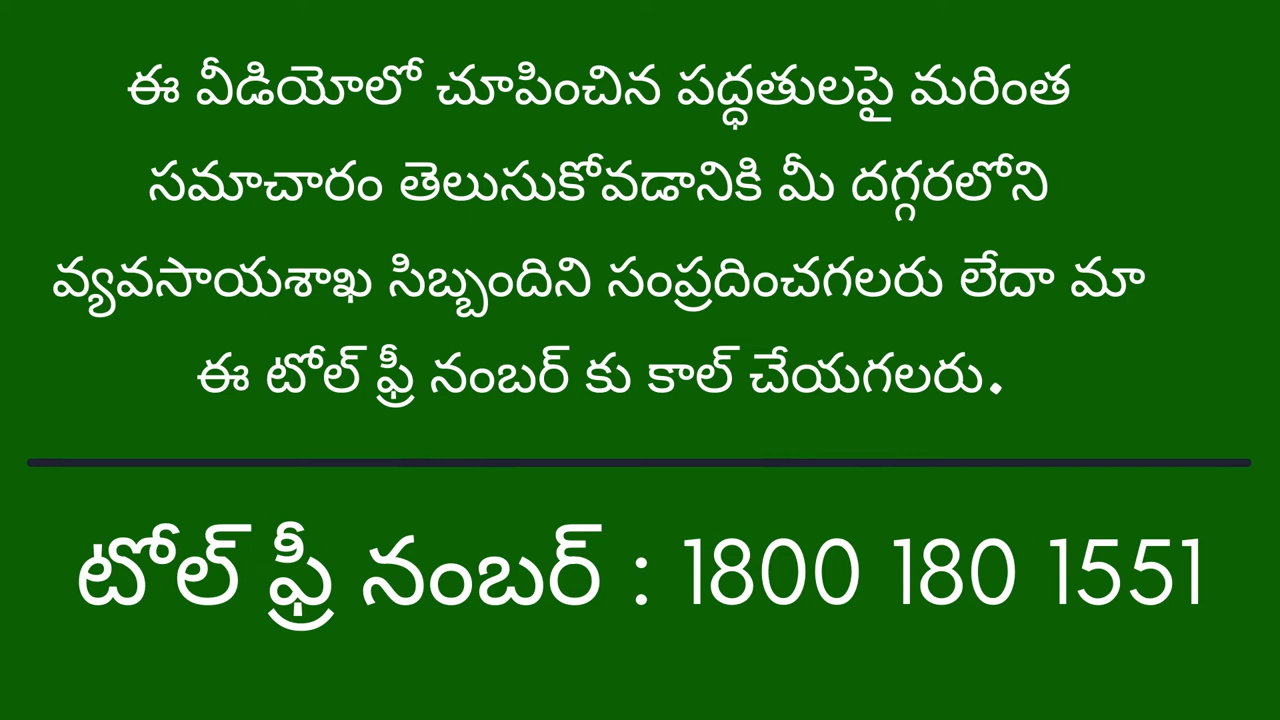 ఈ వీడియోలో చూపించిన పద్ధతులపై మరింత
సమాచారం తెలుసుకోవడానికి మీ దగ్గరలోని
వ్యవసాయశాఖ సిబ్బందిని సంప్రదించగలరు లేదా మా
ఈ టోల్ ఫ్రీ నంబర్ కు కాల్ చేయగలరు.
టోల్ ఫ్రీ నంబర్ : 1800 180 1551